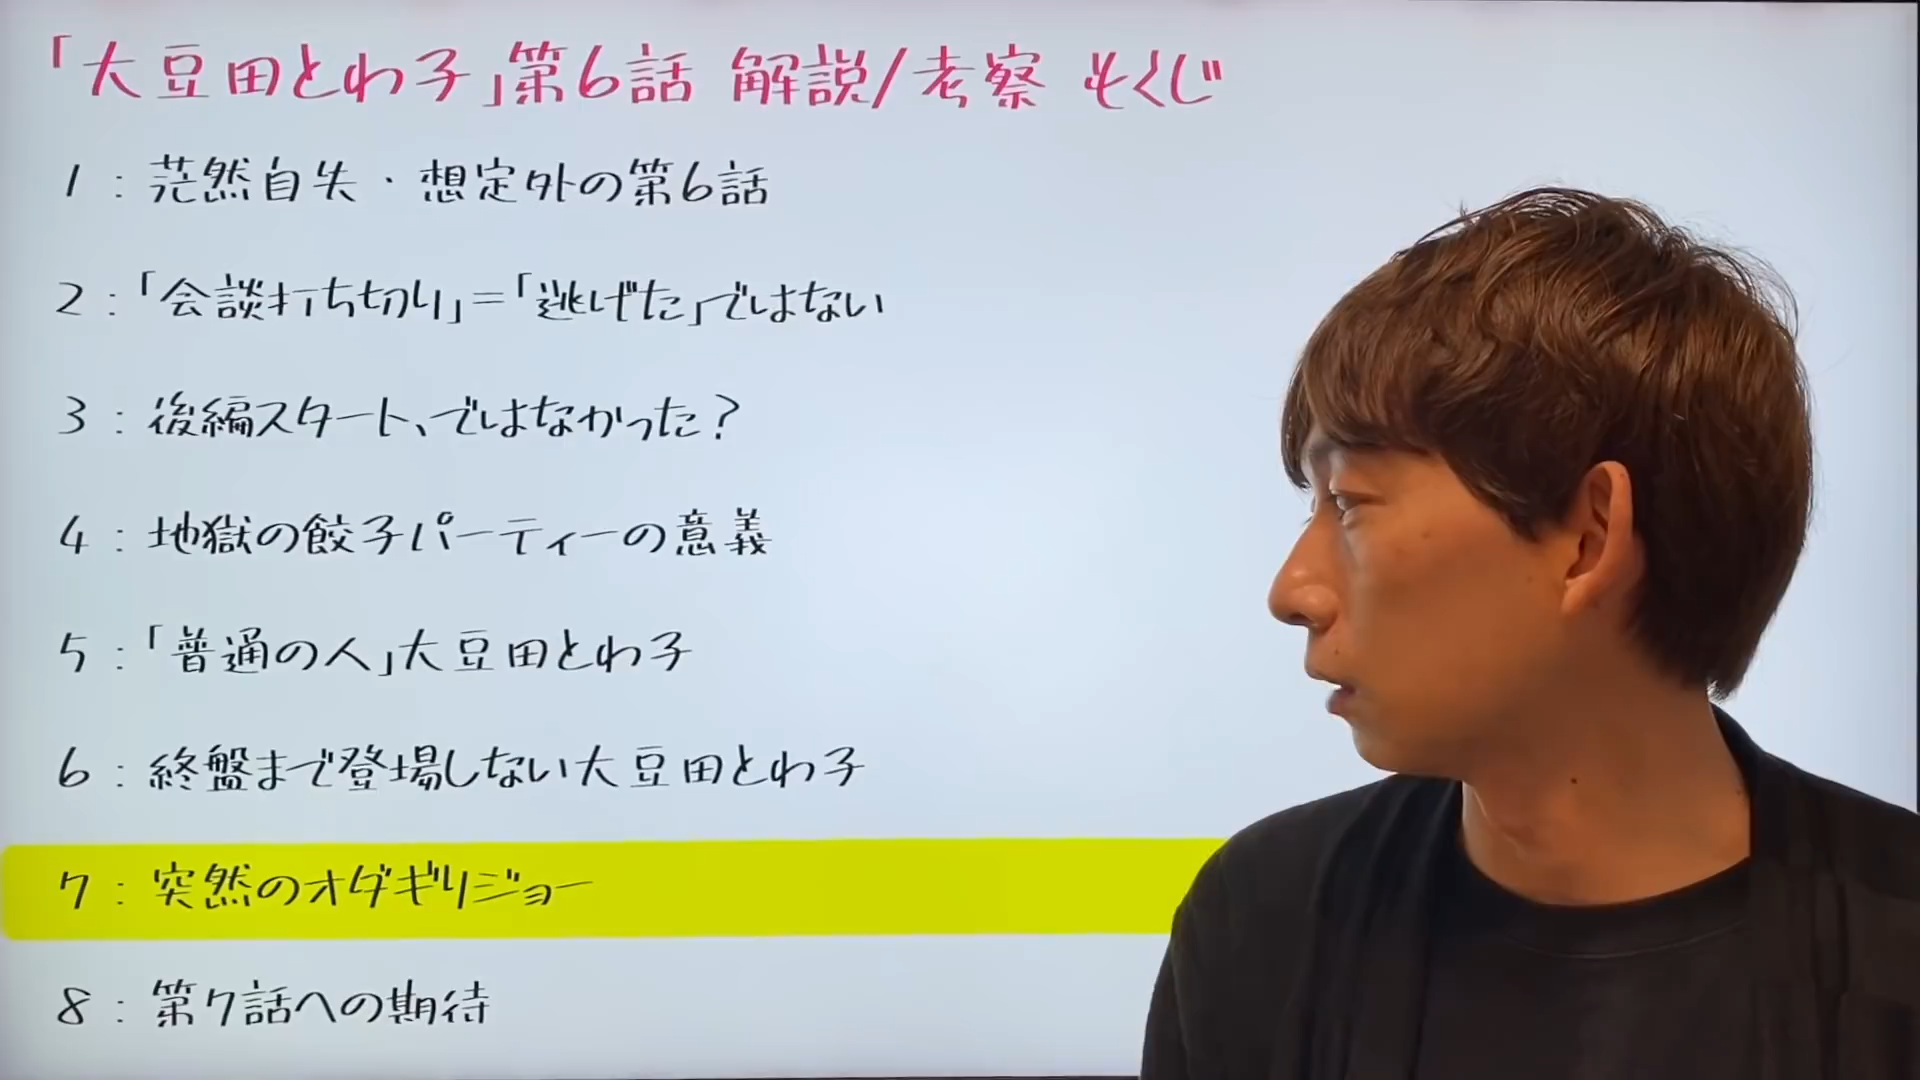 「大豆田とわ子」第6話 解説/考察 もくじ
1:茫然自失・想定外の第6話
2:「会談打ち切り」=「逃げた」ではない
3:後編スタート、ではなかった?
4:地獄の餃子パーティーの意義
5:「普通の人」大豆田とわ子
6:終盤まで登場しない大豆田とわ子
7:突然のオダギリジョー
8:第7話への期待